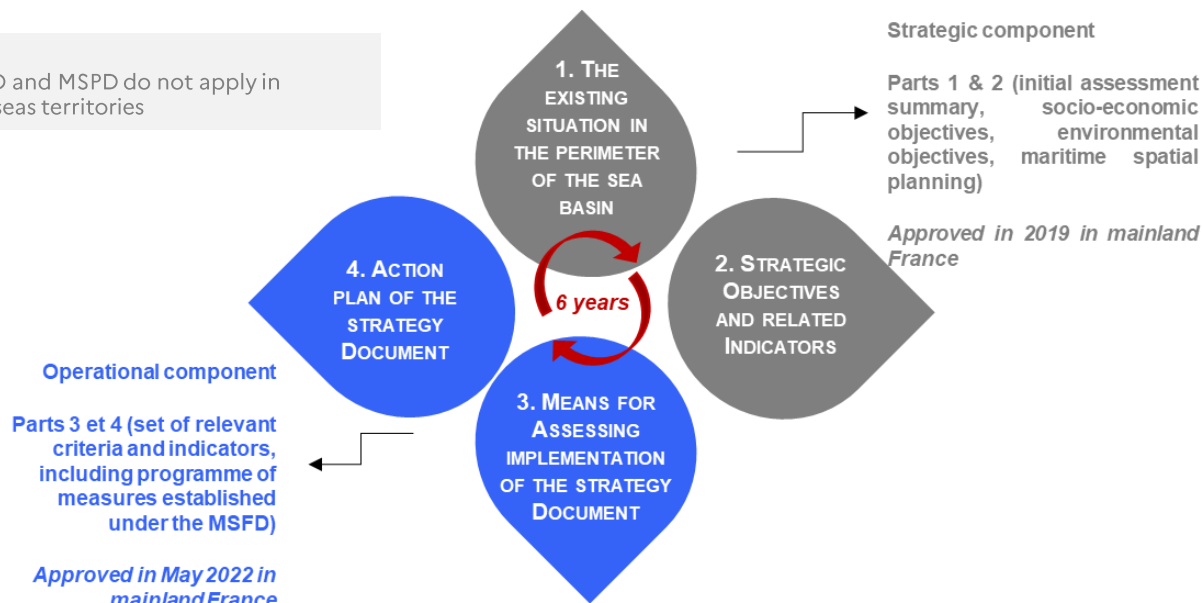 and MSPD do not apply in
seas territories
1. THE
EXISTING
SITUATION IN
THE PERIMETER
OF THE SEA
BASIN
Strategic component
Parts 1 & 2 (initial assessment
summary, socio-economic
objectives, environmental
objectives, maritime spatial
planning)
Approved in 2019 in mainland
France
2. STRATEGIC
OBJECTIVES
AND RELATED
INDICATORS
6 years
3. MEANS FOR
ASSESSING
IMPLEMENTATION
OF THE STRATEGY
DOCUMENT
4. ACTION
PLAN OF THE
STRATEGY
DOCUMENT
Operational component
Parts 3 et 4 (set of relevant
criteria and indicators,
including programme of
measures established
under the MSFD)
Approved in May 2022 in
mainland France